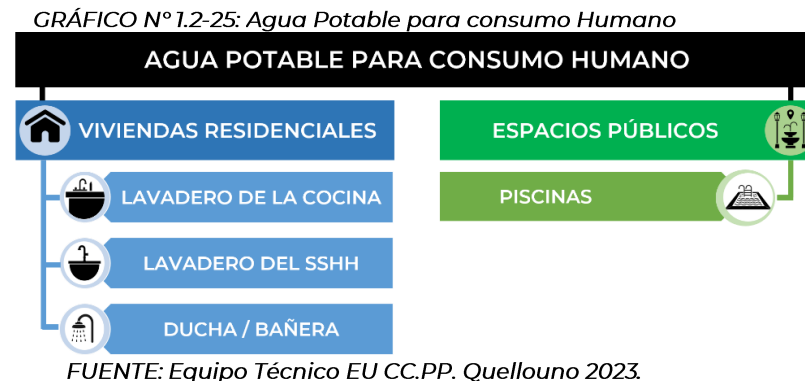 GRÁFICO N° 1.2-25: Agua Potable para consumo Humano
AGUA POTABLE PARA CONSUMO HUMANO
VIVIENDAS RESIDENCIALES
LAVADERO DE LA COCINA
LAVADERO DEL SSHH
DUCHA / BAÑERA
ESPACIOS PÚBLICOS
PISCINAS
FUENTE: Equipo Técnico EU CC.PP. Quellouno 2023.